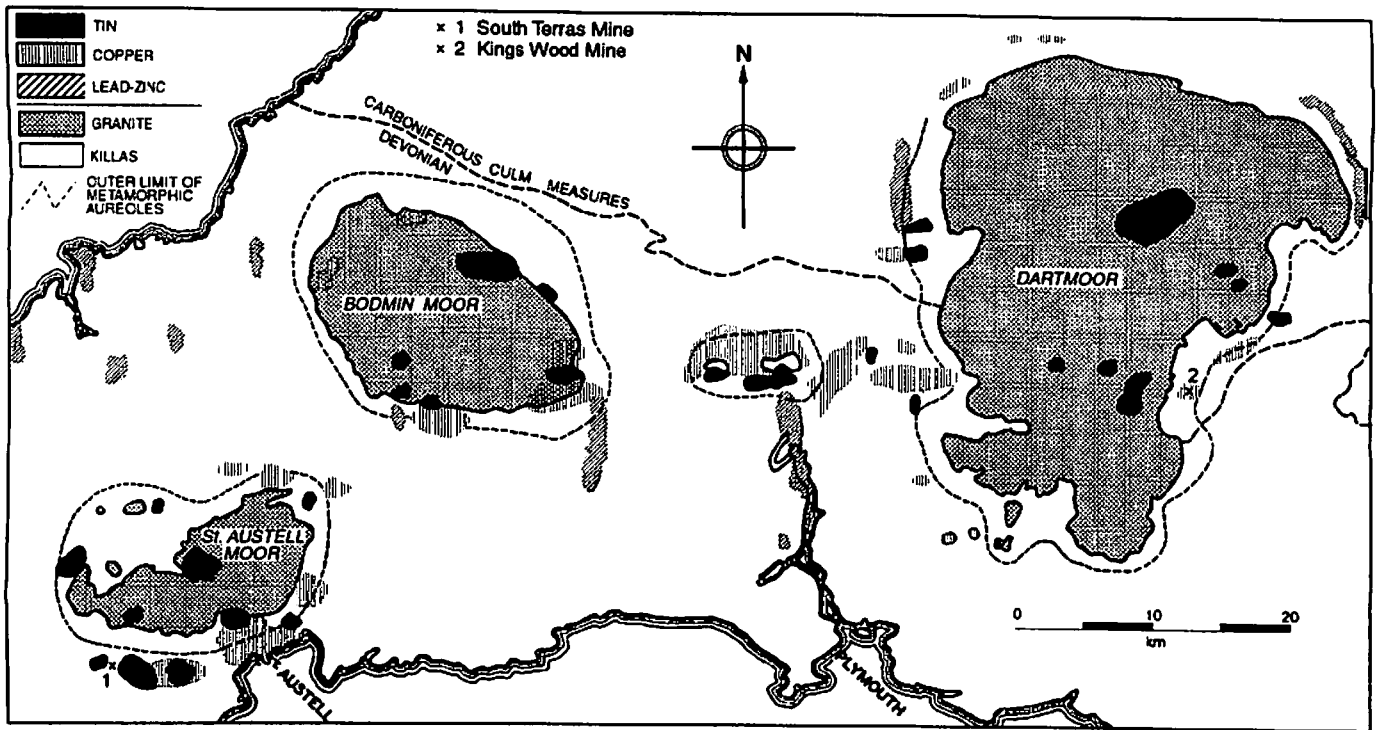 TIN
COPPER
LEAD-ZINC
GRANITE
KILLAS
OUTER LIMIT OF
METAMORPHIC
AUREOLES
× 1 South Terras Mine
× 2 Kings Wood Mine
N
CARBONIFEROUS CULM MEASURES
DEVONIAN
BODMIN MOOR
DARTMOOR
2
St. AUSTELL
MOOR
1
AUSTELL
PLYMOUTH
0 10 20
km